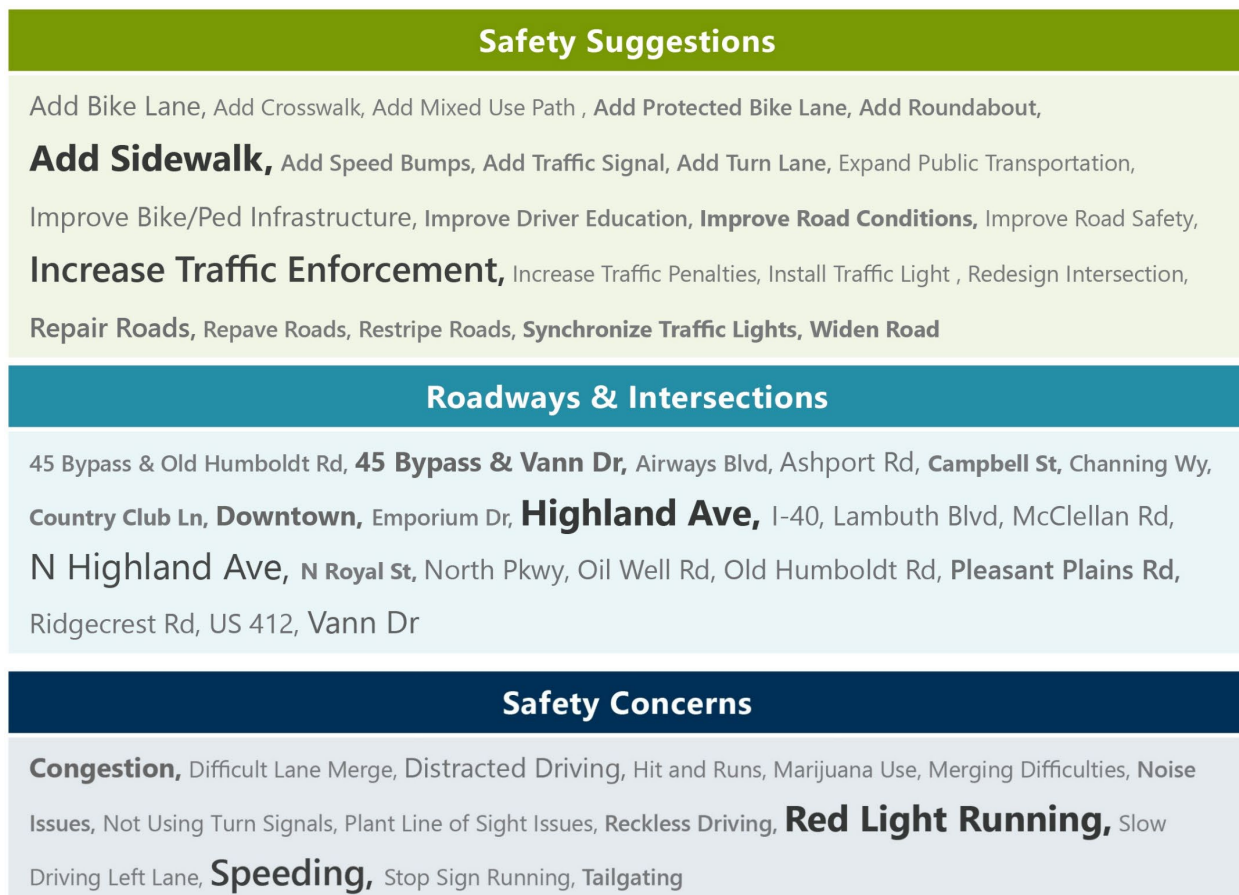 Safety Suggestions
Add Bike Lane, Add Crosswalk, Add Mixed Use Path , Add Protected Bike Lane, Add Roundabout,
Add Sidewalk, Add Speed Bumps, Add Traffic Signal, Add Turn Lane, Expand Public Transportation,
Improve Bike/Ped Infrastructure, Improve Driver Education, Improve Road Conditions, Improve Road Safety,
Increase Traffic Enforcement, Increase Traffic Penalties, Install Traffic Light , Redesign Intersection,
Repair Roads, Repave Roads, Restripe Roads, Synchronize Traffic Lights, Widen Road
Roadways & Intersections
45 Bypass & Old Humboldt Rd, 45 Bypass & Vann Dr, Airways Blvd, Ashport Rd, Campbell St, Channing Wy,
Country Club Ln, Downtown, Emporium Dr, Highland Ave, I-40, Lambuth Blvd, McClellan Rd,
N Highland Ave, N Royal St, North Pkwy, Oil Well Rd, Old Humboldt Rd, Pleasant Plains Rd,
Ridgecrest Rd, US 412, Vann Dr
Safety Concerns
Congestion, Difficult Lane Merge, Distracted Driving, Hit and Runs, Marijuana Use, Merging Difficulties, Noise
Issues, Not Using Turn Signals, Plant Line of Sight Issues, Reckless Driving, Red Light Running, Slow
Driving Left Lane, Speeding, Stop Sign Running, Tailgating